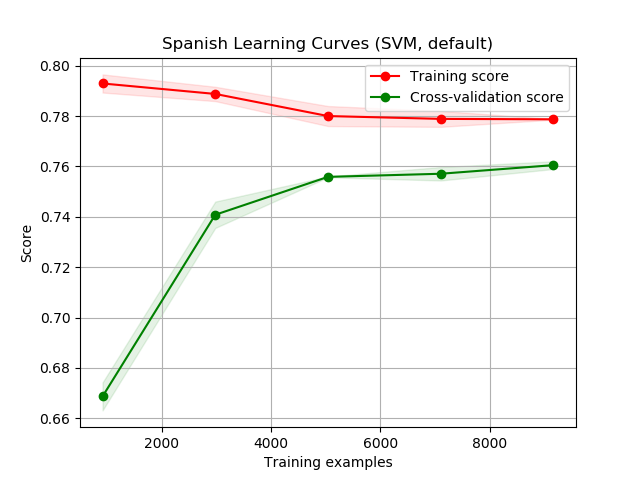 Spanish Learning Curves (SVM, default)
Training score
Cross-validation score
0.80
0.78
0.76
0.74
0.72
0.70
0.68
0.66
Score
2000 4000 6000 8000
Training examples